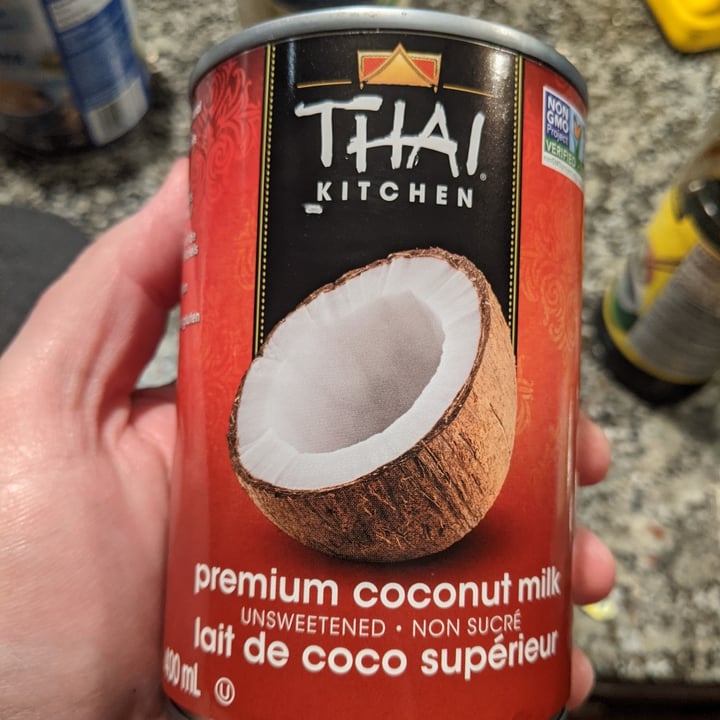 THAI
KITCHEN®
NON
GMO
Project
VERIFIED
premium coconut milk
UNSWEETENED • NON SUCRÉ
lait de coco supérieur
400 mL
U